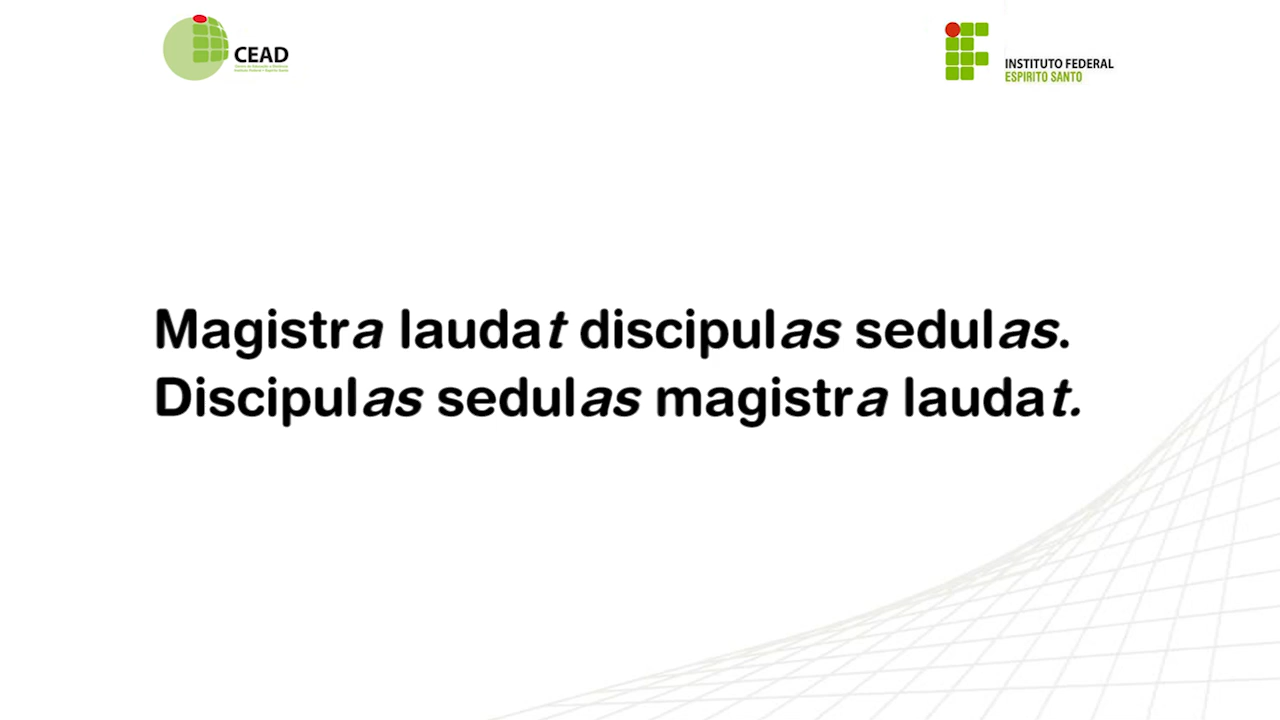 CEAD
INSTITUTO FEDERAL
ESPIRITO SANTO
Magistra laudat discipulas sedulas.
Discipulas sedulas magistra laudat.